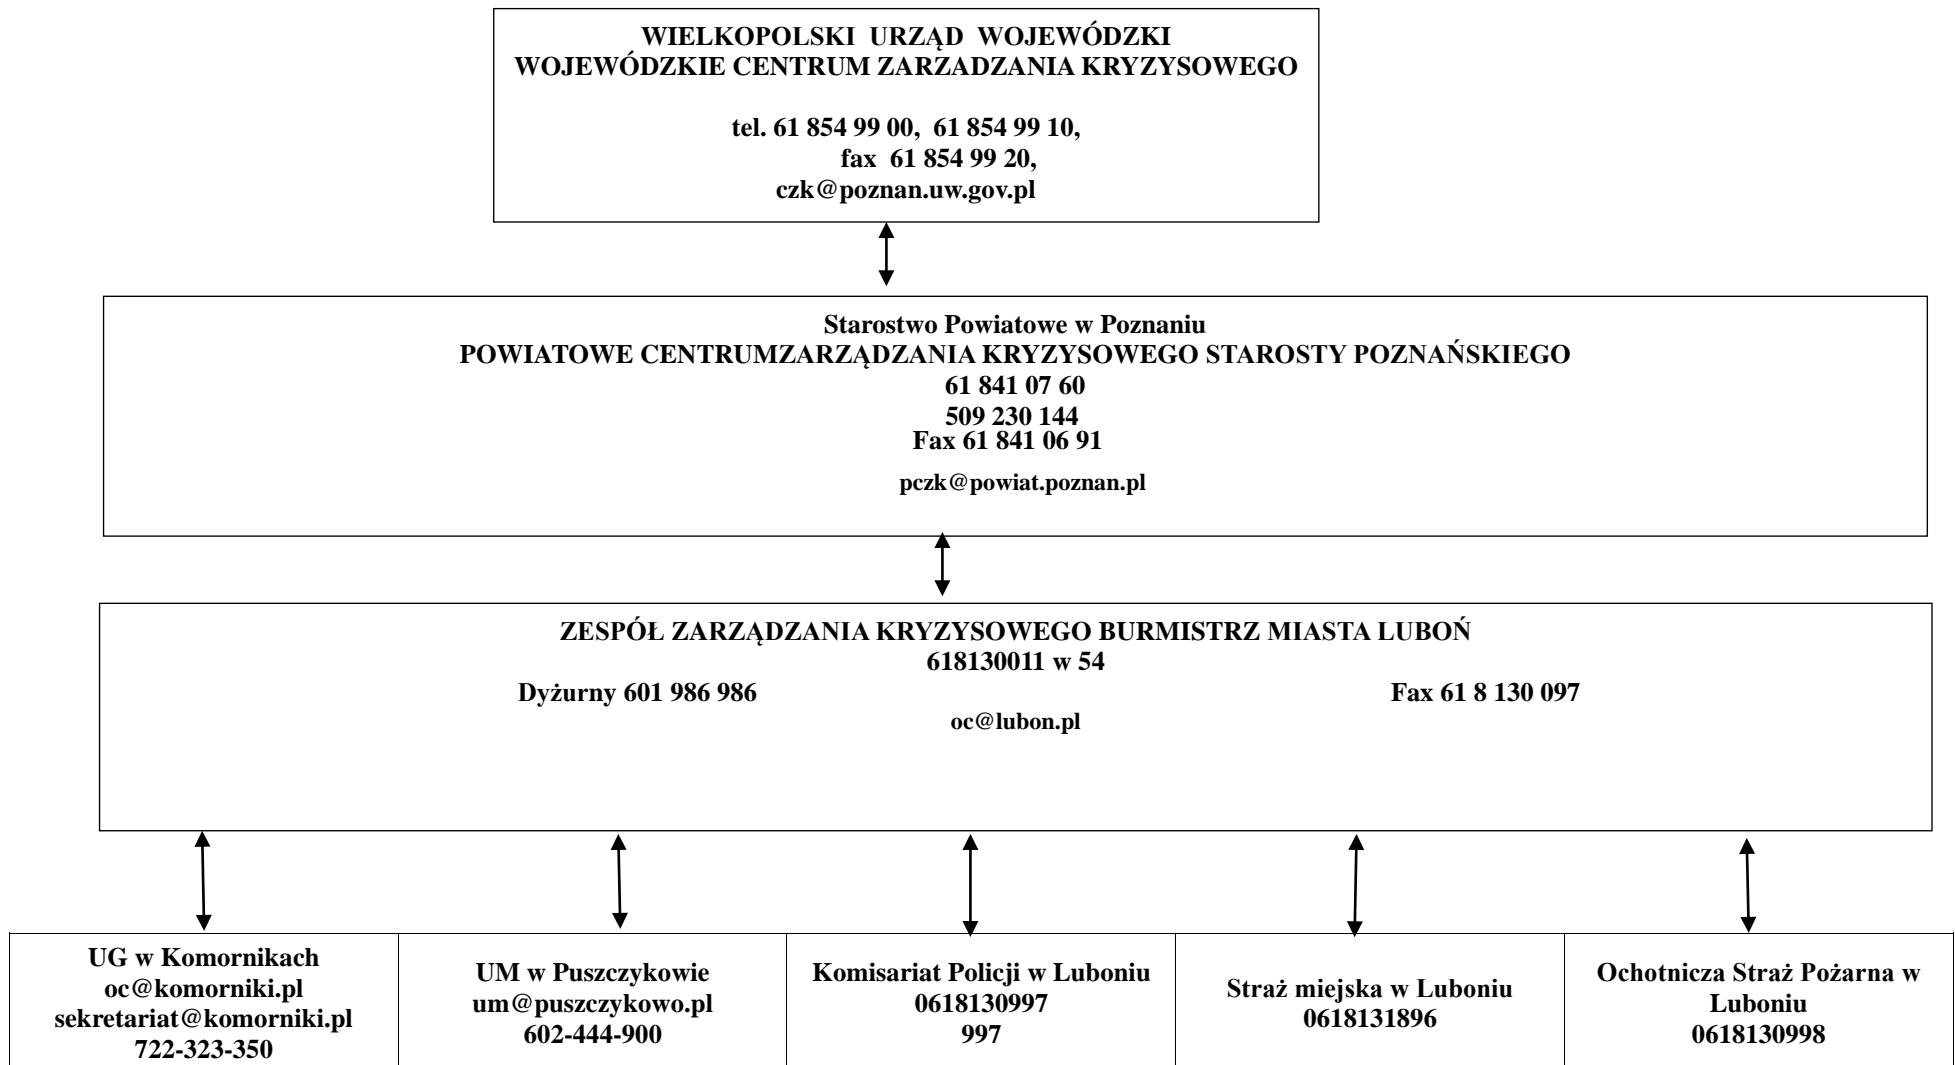 WIELKOPOLSKI URZĄD WOJEWÓDZKI
WOJEWÓDZKIE CENTRUM ZARZADZANIA KRYZYSOWEGO
tel. 61 854 99 00, 61 854 99 10,
fax 61 854 99 20,
czk@poznan.uw.gov.pl
Starostwo Powiatowe w Poznaniu
POWIATOWE CENTRUMZARZĄDZANIA KRYZYSOWEGO STAROSTY POZNAŃSKIEGO
61 841 07 60
509 230 144
Fax 61 841 06 91
pczk@powiat.poznan.pl
ZESPÓŁ ZARZĄDZANIA KRYZYSOWEGO BURMISTRZ MIASTA LUBOŃ
618130011 w 54
Dyżurny 601 986 986 Fax 61 8 130 097
oc@lubon.pl
UG w Komornikach
oc@komorniki.pl
sekretariat@komorniki.pl
722-323-350
UM w Puszczykowie
um@puszczykowo.pl
602-444-900
Komisariat Policji w Luboniu
0618130997
997
Straż miejska w Luboniu
0618131896
Ochotnicza Straż Pożarna w
Luboniu
0618130998